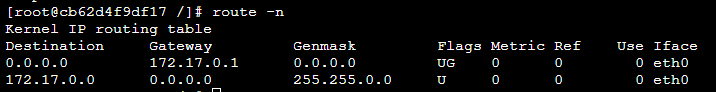 [root@cb62d4f9df17 /]# route -n
Kernel IP routing table
Destination     Gateway         Genmask         Flags Metric Ref    Use Iface
0.0.0.0         172.17.0.1      0.0.0.0         UG    0      0        0 eth0
172.17.0.0      0.0.0.0         255.255.0.0     U     0      0        0 eth0